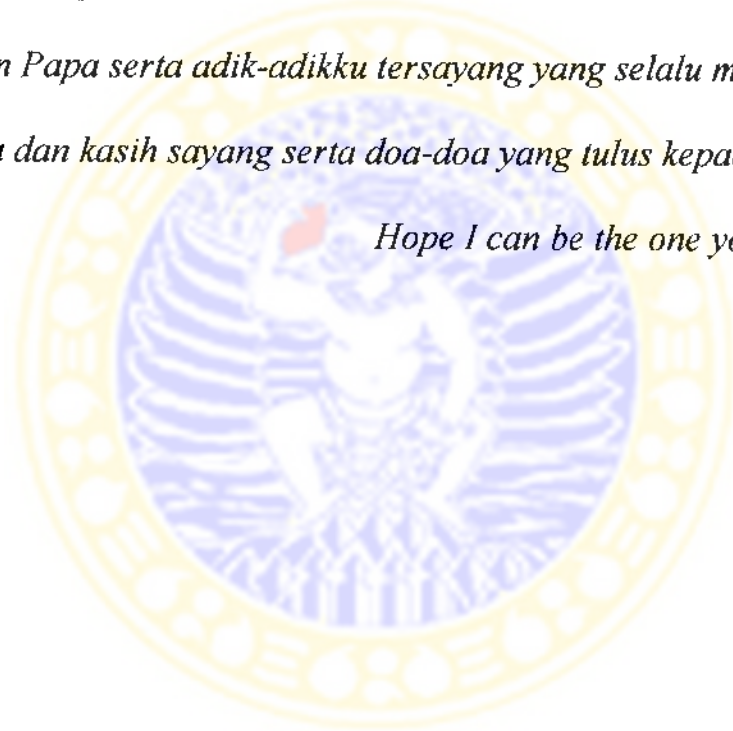 Papa serta adik-adikku tersayang yang selalu
dan kasih sayang serta doa-doa yang tulus
Hope I can be the one